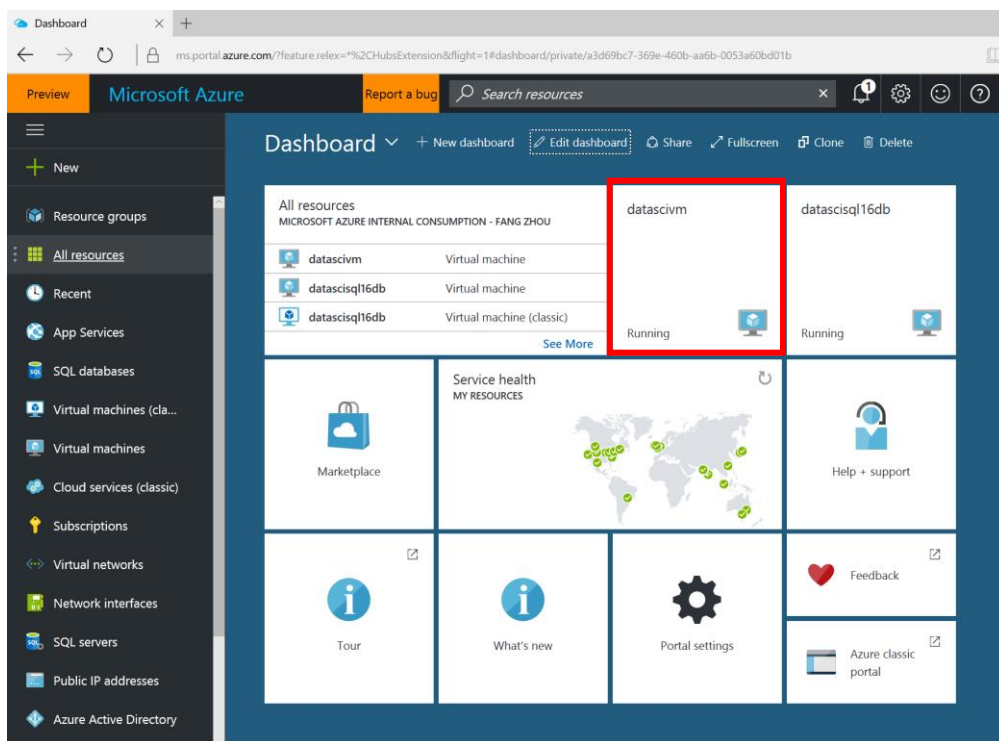 Dashboard
ms.portal.azure.com/?feature.relex=*%2CHubsExtension&flight=1#dashboard/private/a3d69bc7-369e-460b-aa6b-0053a60bd01b
Preview
Microsoft Azure
Report a bug
Search resources
1
New
Resource groups
All resources
Recent
App Services
SQL databases
Virtual machines (cla...
Virtual machines
Cloud services (classic)
Subscriptions
Virtual networks
Network interfaces
SQL servers
Public IP addresses
Azure Active Directory
Dashboard
+ New dashboard
Edit dashboard
Share
Fullscreen
Clone
Delete
All resources
MICROSOFT AZURE INTERNAL CONSUMPTION - FANG ZHOU
datascivm Virtual machine
datascisql16db Virtual machine
datascisql16db Virtual machine (classic)
See More
datascivm
Running
datascisql16db
Running
Marketplace
Service health
MY RESOURCES
Help + support
Tour
What's new
Portal settings
Feedback
Azure classic
portal